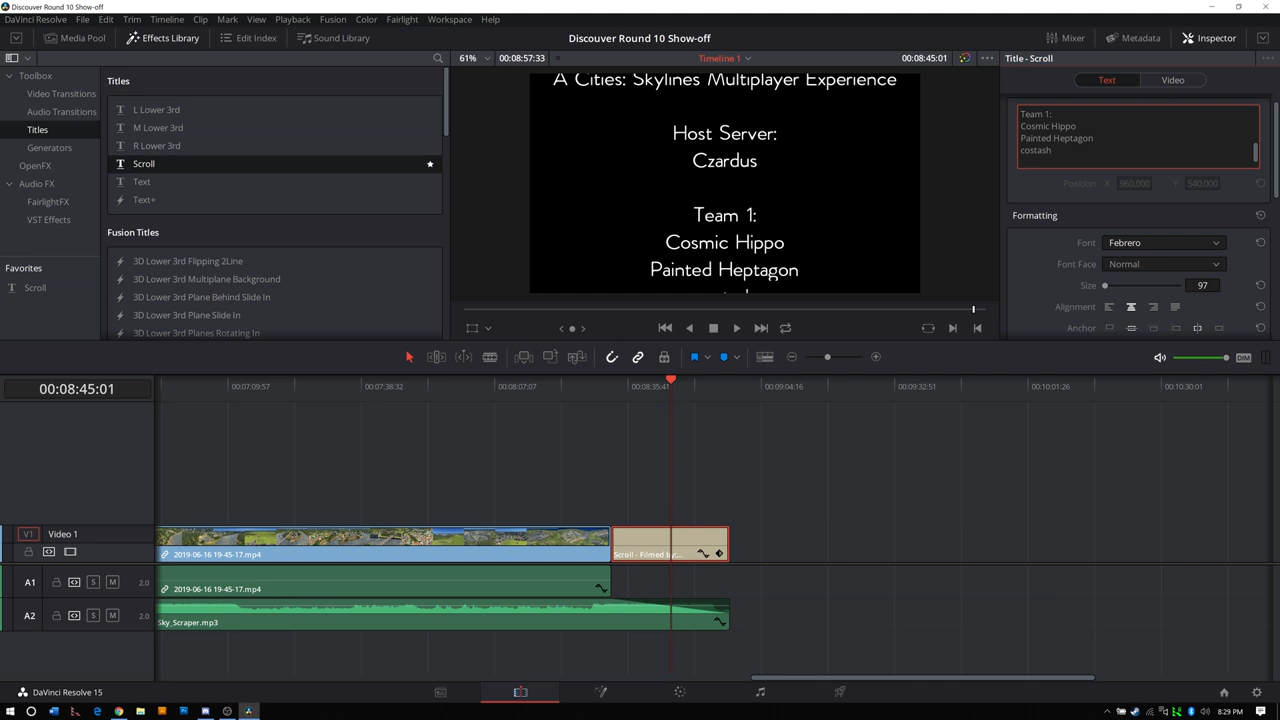 Discouver Round 10 Show-off
DaVinci Resolve File Edit Trim Timeline Clip Mark View Playback Fusion Color Fairlight Workspace Help
Media Pool Effects Library Edit Index Sound Library Discouver Round 10 Show-off Mixer Metadata Inspector
61% 00:08:57:33 Timeline 1 00:08:45:01 Title - Scroll
Toolbox
Video Transitions
Audio Transitions
Titles
Generators
OpenFX
Audio FX
FairlightFX
VST Effects
Favorites
Scroll
Titles
L Lower 3rd
M Lower 3rd
R Lower 3rd
Scroll
Text
Text+
Fusion Titles
3D Lower 3rd Flipping 2Line
3D Lower 3rd Multiplane Background
3D Lower 3rd Plane Behind Slide In
3D Lower 3rd Plane Slide In
3D Lower 3rd Planes Rotating In
A Cities: Skylines Multiplayer Experience
Host Server:
Czardus
Team 1:
Cosmic Hippo
Painted Heptagon
Text Video
Team 1:
Cosmic Hippo
Painted Heptagon
costash
Position X 960.000 Y 540.000
Formatting
Font Febrero
Font Face Normal
Size 97
Alignment
Anchor
DIM
00:08:45:01
00:07:09:57 00:07:38:32 00:08:07:07 00:08:35:41 00:09:04:16 00:09:32:51 00:10:01:26 00:10:30:01
V1 Video 1
2019-06-16 19-45-17.mp4
Scroll - Filmed by:...
A1 S M 2.0
2019-06-16 19-45-17.mp4
A2 S M 2.0
Sky_Scraper.mp3
DaVinci Resolve 15
8:29 PM